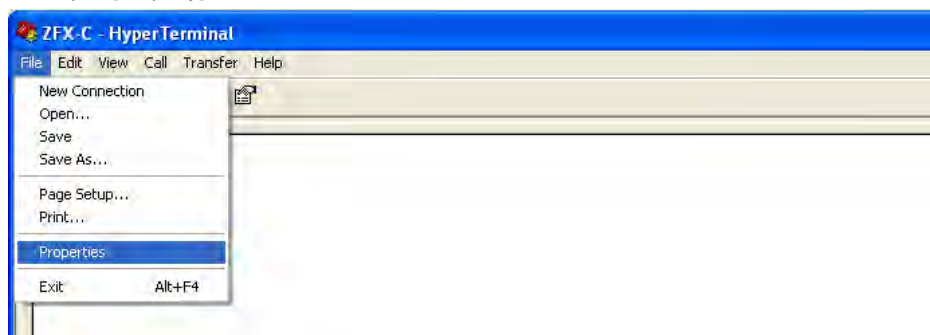 ZFX-C - HyperTerminal
File Edit View Call Transfer Help
New Connection
Open...
Save
Save As...
Page Setup...
Print...
Properties
Exit Alt+F4